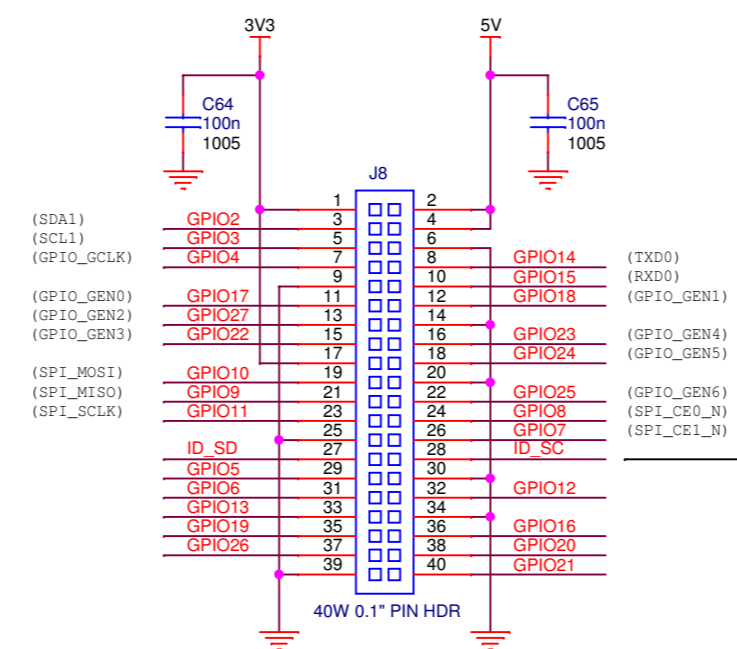 3V3 5V
C64 C65
100n 100n
1005 1005
J8
1 2
(SDA1) GPIO2 3 4
(SCL1) GPIO3 5 6
(GPIO_GCLK) GPIO4 7 8 GPIO14 (TXD0)
9 10 GPIO15 (RXD0)
(GPIO_GEN0) GPIO17 11 12 GPIO18 (GPIO_GEN1)
(GPIO_GEN2) GPIO27 13 14
(GPIO_GEN3) GPIO22 15 16 GPIO23 (GPIO_GEN4)
17 18 GPIO24 (GPIO_GEN5)
(SPI_MOSI) GPIO10 19 20
(SPI_MISO) GPIO9 21 22 GPIO25 (GPIO_GEN6)
(SPI_SCLK) GPIO11 23 24 GPIO8 (SPI_CE0_N)
25 26 GPIO7 (SPI_CE1_N)
ID_SD 27 28 ID_SC
GPIO5 29 30
GPIO6 31 32 GPIO12
GPIO13 33 34
GPIO19 35 36 GPIO16
GPIO26 37 38 GPIO20
39 40 GPIO21
40W 0.1" PIN HDR